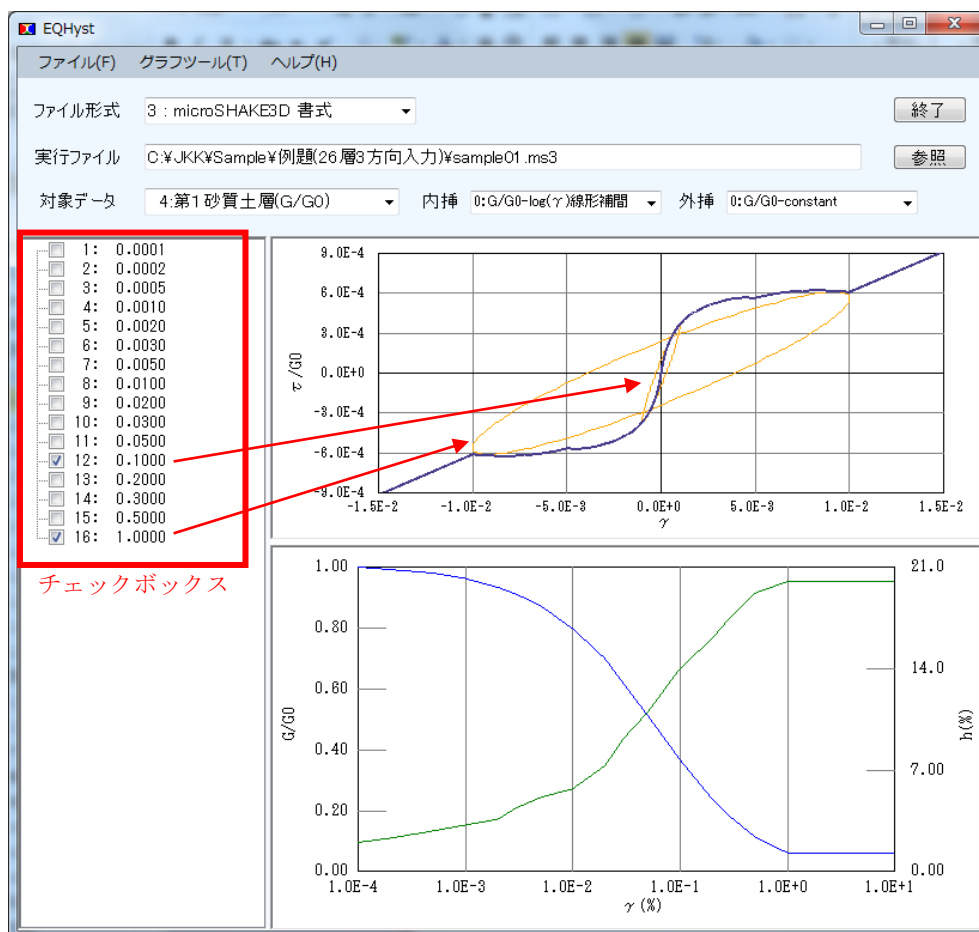 EQHyst
ファイル(F) グラフツール(T) ヘルプ(H)
ファイル形式 3 : microSHAKE3D 書式 終了
実行ファイル C:¥JKK¥Sample¥例題(26層3方向入力)¥sample01.ms3 参照
対象データ 4:第1砂質土層(G/G0) 内挿 0:G/G0-log(γ)線形補間 外挿 0:G/G0-constant
1: 0.0001
2: 0.0002
3: 0.0005
4: 0.0010
5: 0.0020
6: 0.0030
7: 0.0050
8: 0.0100
9: 0.0200
10: 0.0300
11: 0.0500
12: 0.1000
13: 0.2000
14: 0.3000
15: 0.5000
16: 1.0000
チェックボックス
9.0E-4
6.0E-4
3.0E-4
0.0E+0
-3.0E-4
-6.0E-4
-9.0E-4
τ/G0
-1.5E-2 -1.0E-2 -5.0E-3 0.0E+0 5.0E-3 1.0E-2 1.5E-2
γ
1.00
0.80
0.60
0.40
0.20
0.00
G/G0
21.0
14.0
7.00
0.00
h(%)
1.0E-4 1.0E-3 1.0E-2 1.0E-1 1.0E+0 1.0E+1
γ(%)